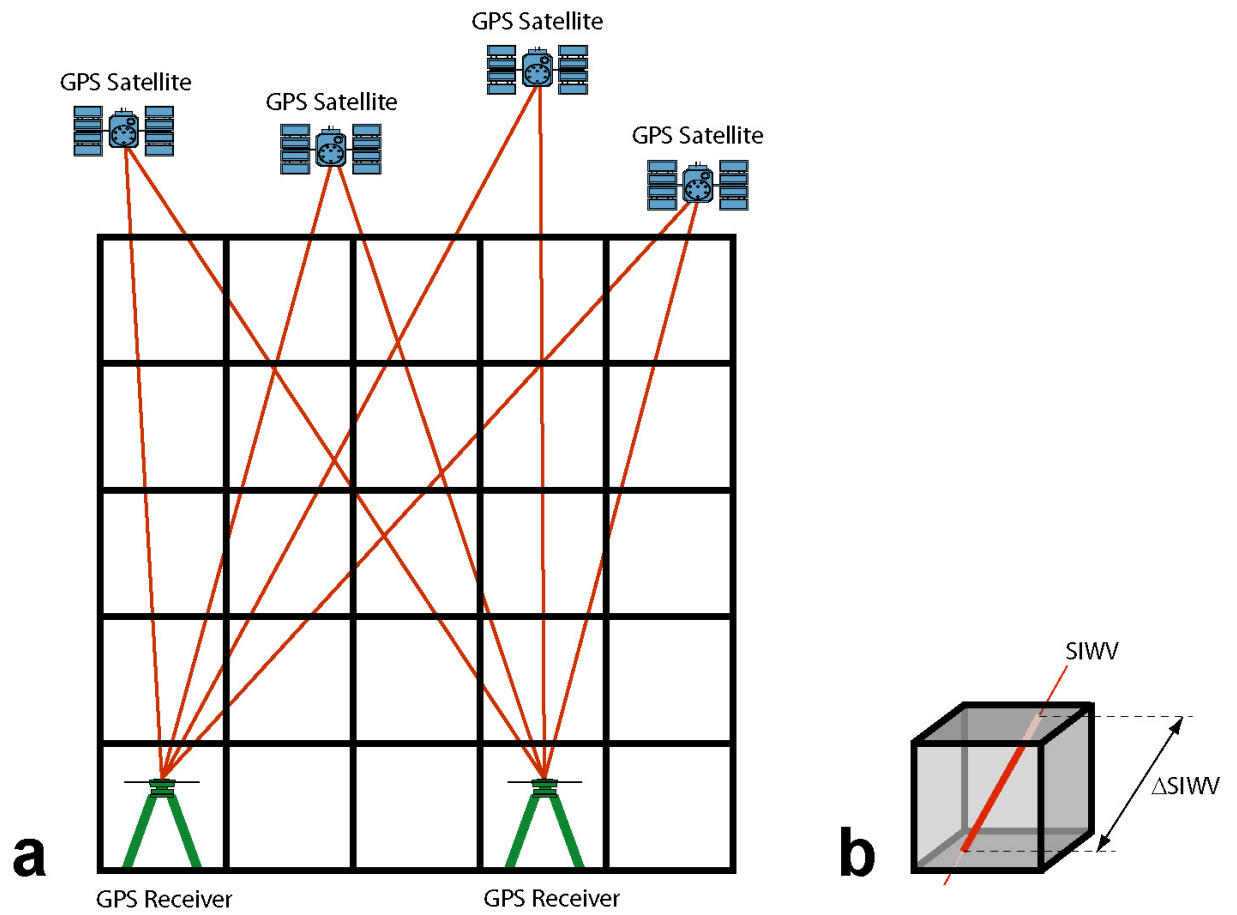 GPS Satellite
GPS Satellite
GPS Satellite
GPS Satellite
SIWV
ΔSIWV
a
b
GPS Receiver
GPS Receiver